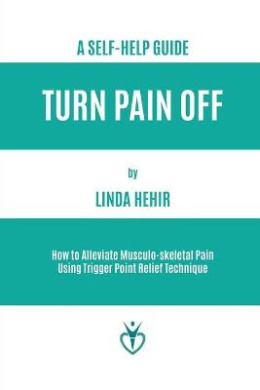 A SELF-HELP GUIDE
TURN PAIN OFF
by
LINDA HEHIR
How to Alleviate Musculo-skeletal Pain
Using Trigger Point Relief Technique